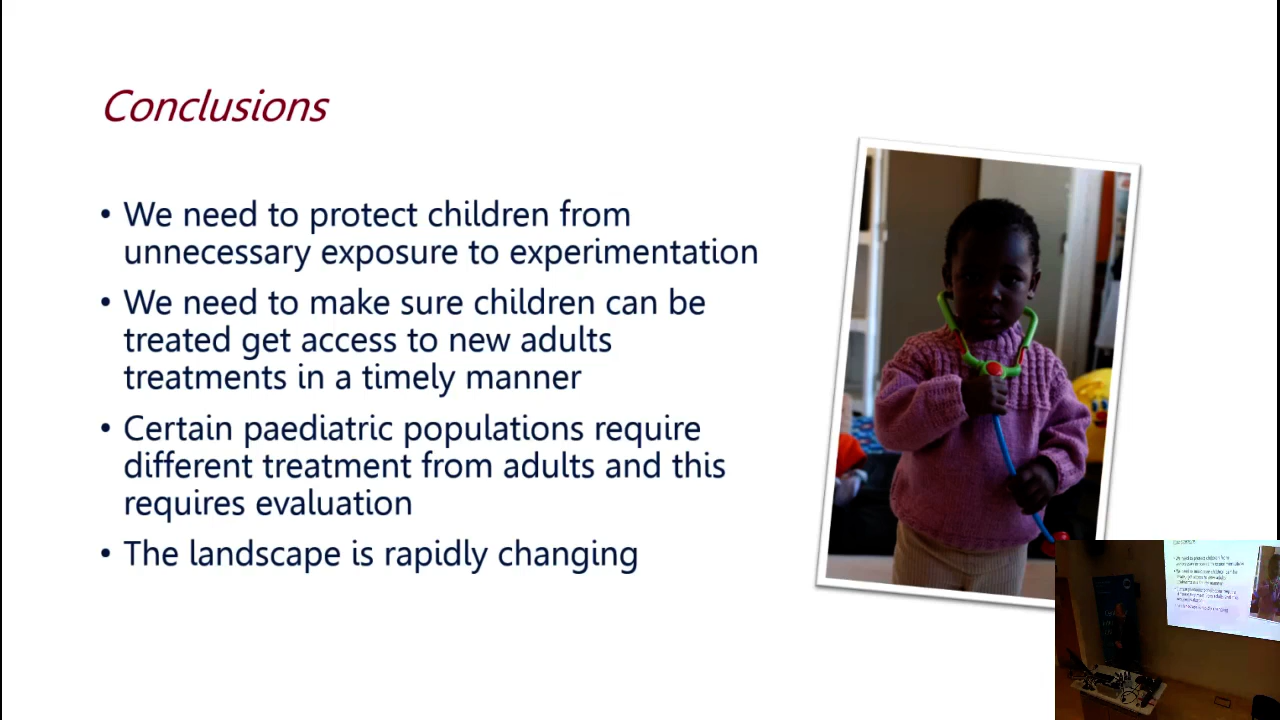 Conclusions
• We need to protect children from
unnecessary exposure to experimentation
• We need to make sure children can be
treated get access to new adults
treatments in a timely manner
• Certain paediatric populations require
different treatment from adults and this
requires evaluation
• The landscape is rapidly changing